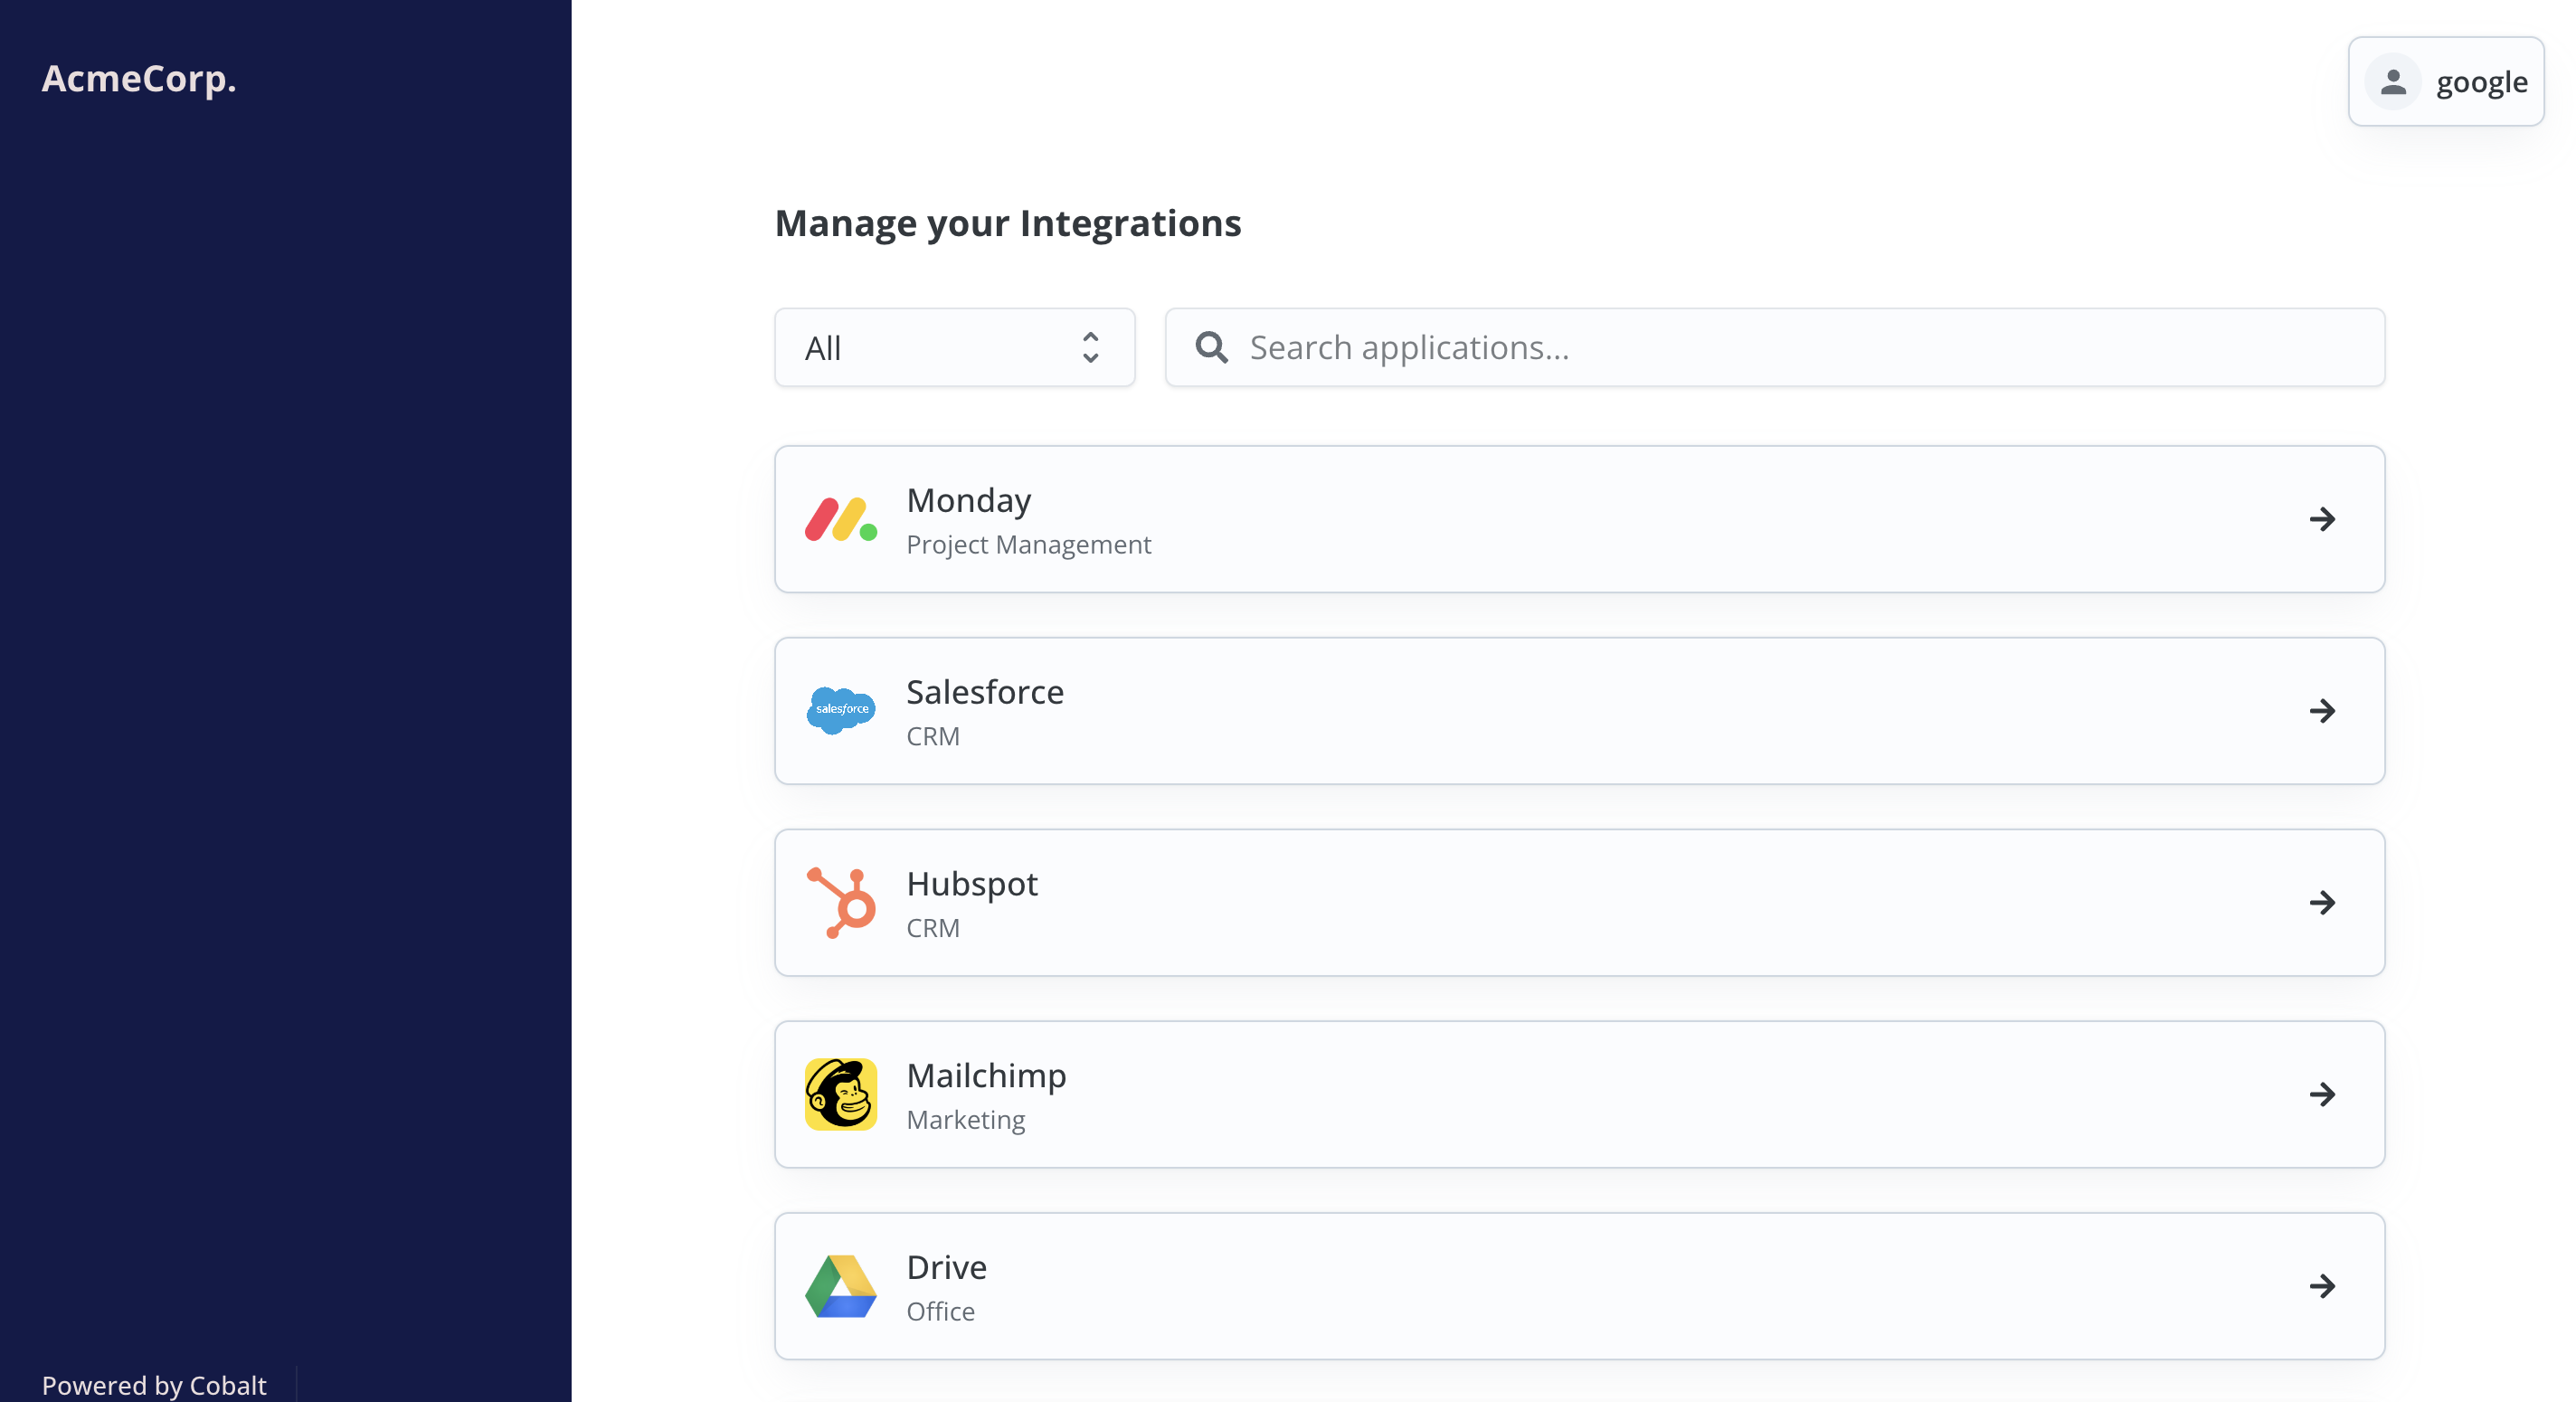 AcmeCorp.
google
Manage your Integrations
All
Search applications...
Monday
Project Management
salesforce
Salesforce
CRM
Hubspot
CRM
Mailchimp
Marketing
Drive
Office
Powered by Cobalt